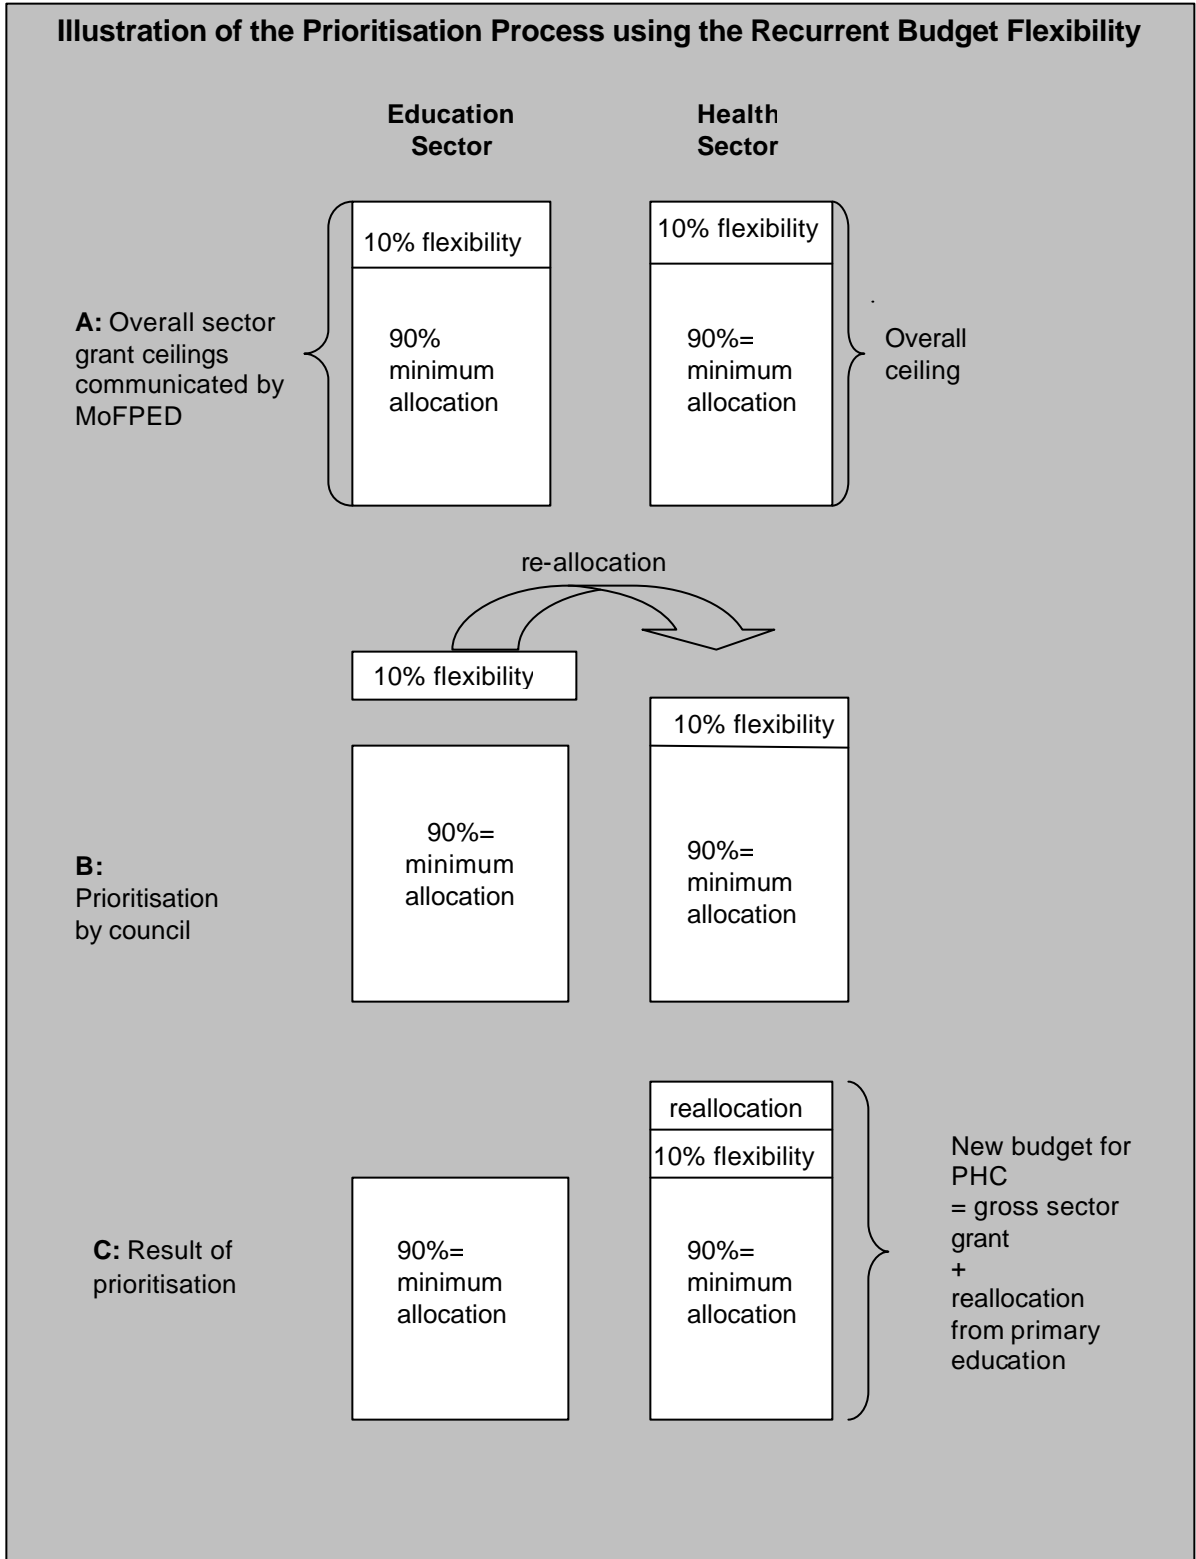 Illustration of the Prioritisation Process using the Recurrent Budget Flexibility
Education
Sector
Health
Sector
10% flexibility
10% flexibility
A: Overall sector
grant ceilings
communicated by
MoFPED
90%
minimum
allocation
90%=
minimum
allocation
Overall
ceiling
re-allocation
10% flexibility
10% flexibility
B:
Prioritisation
by council
90%=
minimum
allocation
90%=
minimum
allocation
reallocation
10% flexibility
C: Result of
prioritisation
90%=
minimum
allocation
90%=
minimum
allocation
New budget for
PHC
= gross sector
grant
+
reallocation
from primary
education